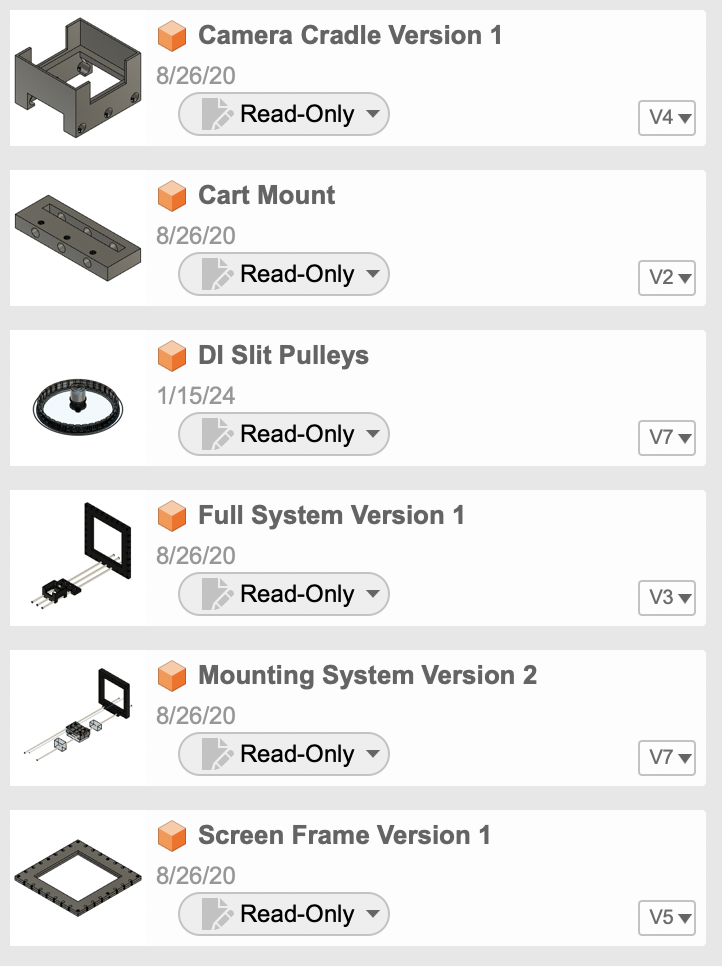 Camera Cradle Version 1
8/26/20
Read-Only
V4
Cart Mount
8/26/20
Read-Only
V2
DI Slit Pulleys
1/15/24
Read-Only
V7
Full System Version 1
8/26/20
Read-Only
V3
Mounting System Version 2
8/26/20
Read-Only
V7
Screen Frame Version 1
8/26/20
Read-Only
V5